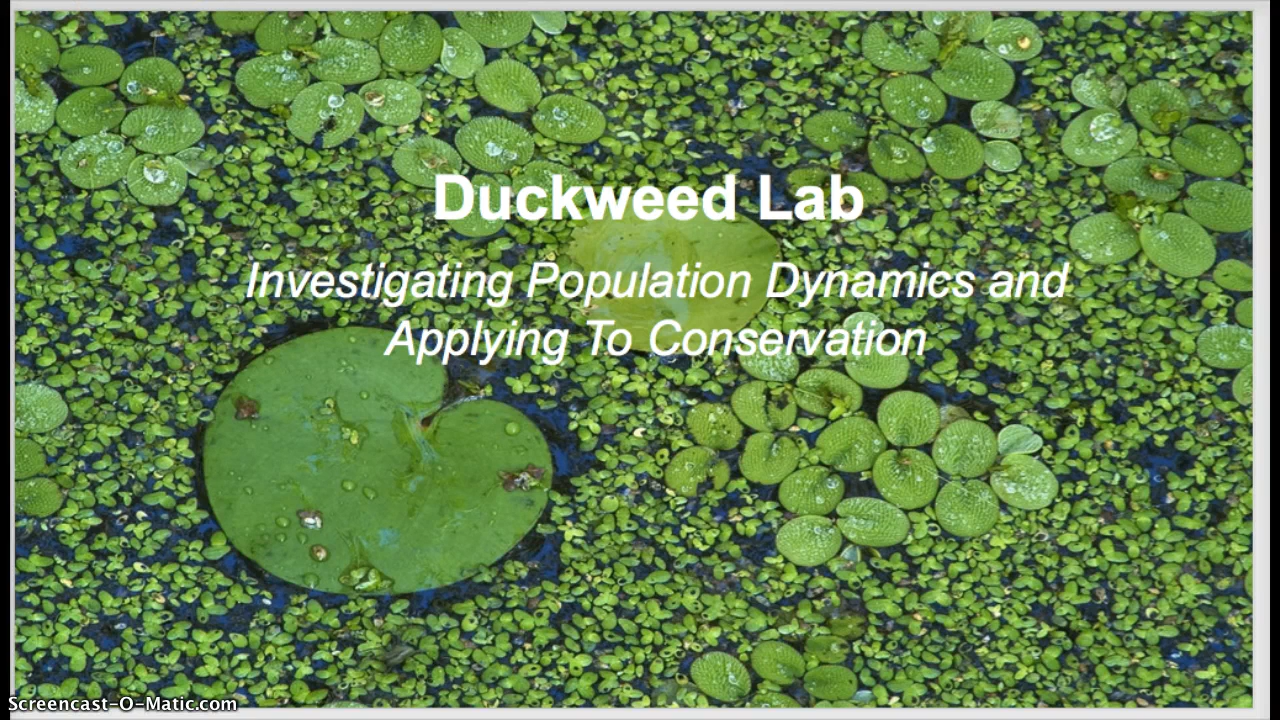 Duckweed Lab
Investigating Population Dynamics and
Applying To Conservation
Screencast-O-Matic.com